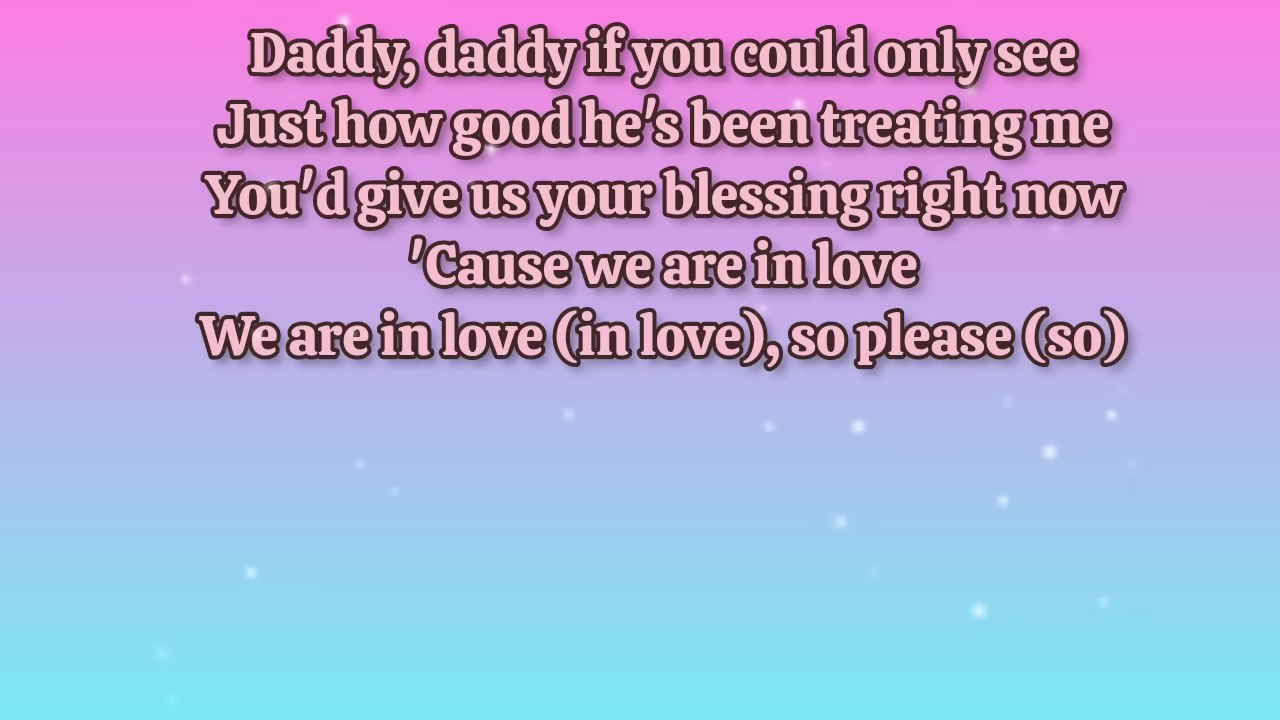 Daddy, daddy if you could only see
Just how good he's been treating me
You'd give us your blessing right now
'Cause we are in love
We are in love (in love), so please (so)